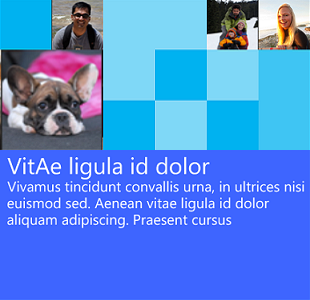 VitAe ligula id dolor
Vivamus tincidunt convallis urna, in ultrices nisi
euismod sed. Aenean vitae ligula id dolor
aliquam adipiscing. Praesent cursus